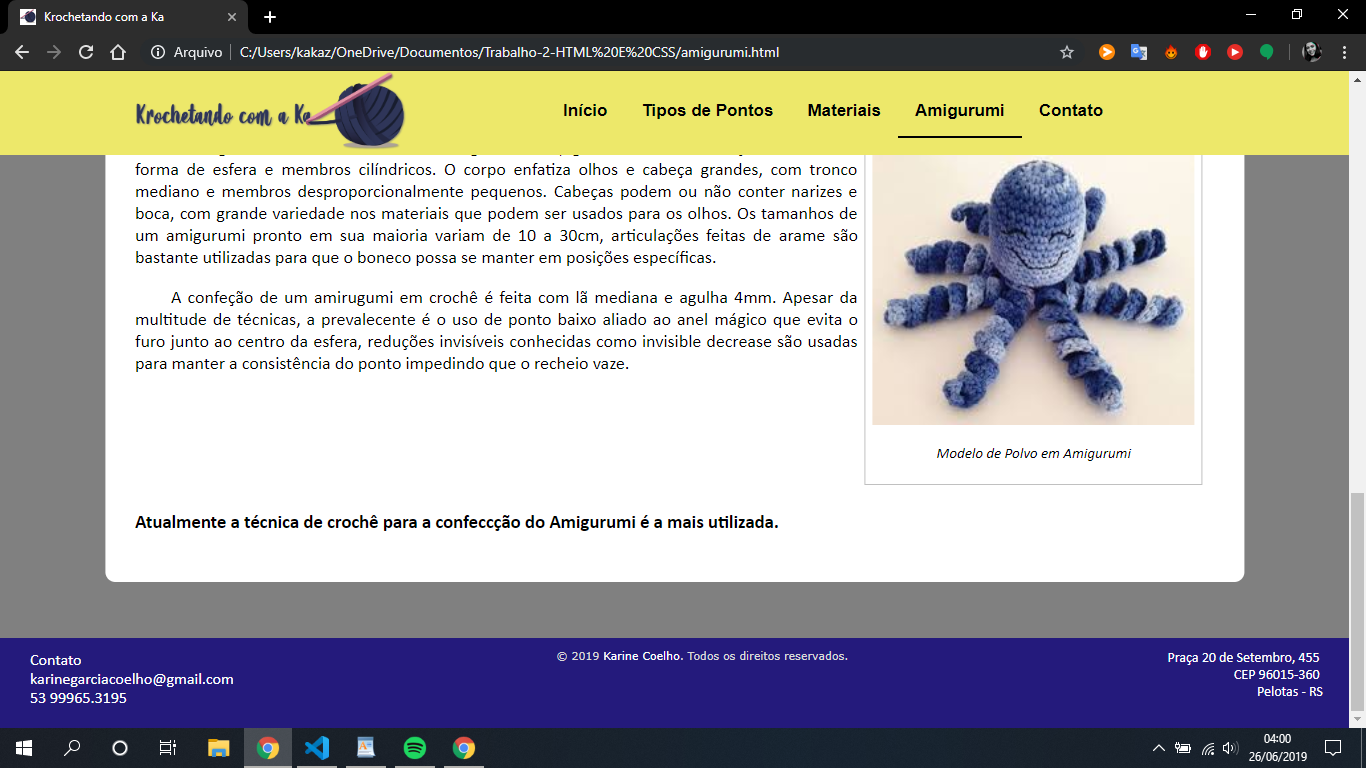 Krochetando com a Ka
Arquivo C:/Users/kakaz/OneDrive/Documentos/Trabalho-2-HTML%20E%20CSS/amigurumi.html
Krochetando com a Ka
Início Tipos de Pontos Materiais Amigurumi Contato
forma de esfera e membros cilíndricos. O corpo enfatiza olhos e cabeça grandes, com tronco
mediano e membros desproporcionalmente pequenos. Cabeças podem ou não conter narizes e
boca, com grande variedade nos materiais que podem ser usados para os olhos. Os tamanhos de
um amigurumi pronto em sua maioria variam de 10 a 30cm, articulações feitas de arame são
bastante utilizadas para que o boneco possa se manter em posições específicas.
A confeção de um amirugumi em crochê é feita com lã mediana e agulha 4mm. Apesar da
multitude de técnicas, a prevalecente é o uso de ponto baixo aliado ao anel mágico que evita o
furo junto ao centro da esfera, reduções invisíveis conhecidas como invisible decrease são usadas
para manter a consistência do ponto impedindo que o recheio vaze.
Modelo de Polvo em Amigurumi
Atualmente a técnica de crochê para a confeccção do Amigurumi é a mais utilizada.
Contato
karinegarciacoelho@gmail.com
53 99965.3195
© 2019 Karine Coelho. Todos os direitos reservados.
Praça 20 de Setembro, 455
CEP 96015-360
Pelotas - RS
04:00
26/06/2019